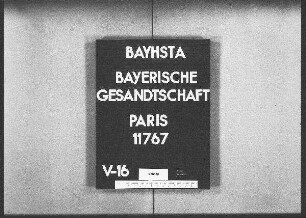 BAYHSTA
BAYERISCHE
GESANDTSCHAFT
PARIS
11767
V-16